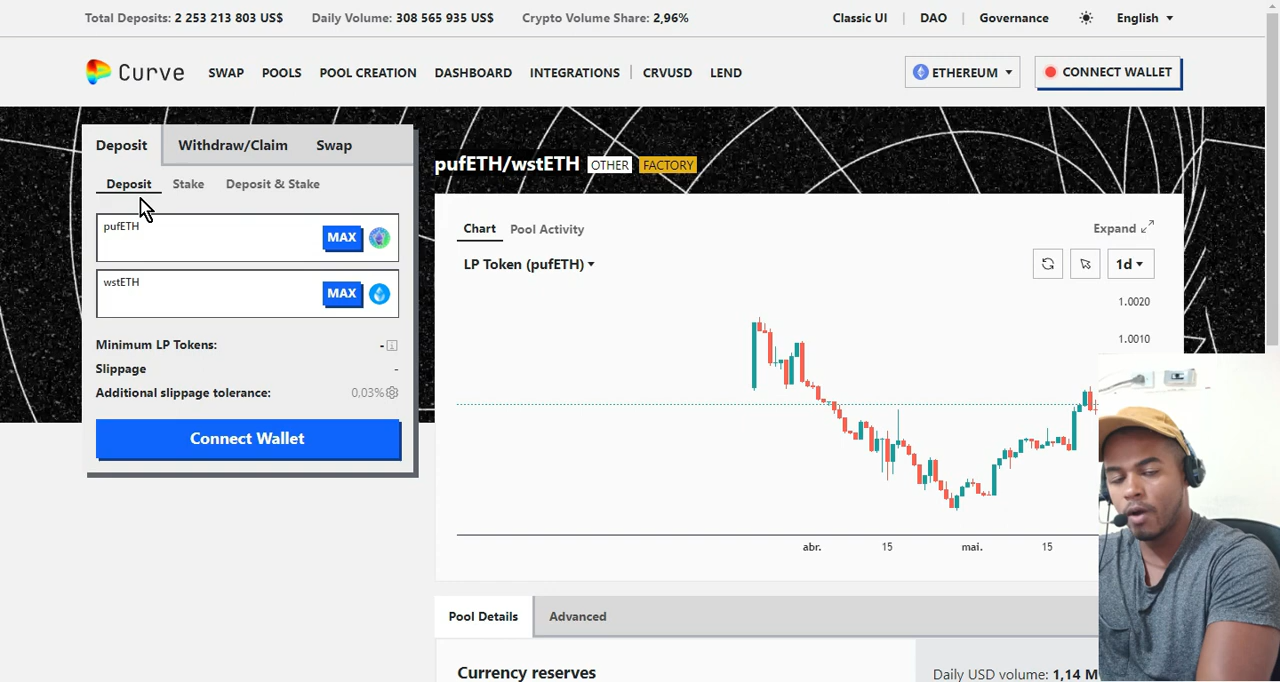 Total Deposits: 2 253 213 803 US$ Daily Volume: 308 565 935 US$ Crypto Volume Share: 2,96% Classic UI | DAO | Governance English
Curve SWAP POOLS POOL CREATION DASHBOARD INTEGRATIONS | CRVUSD LEND ETHEREUM CONNECT WALLET
Deposit Withdraw/Claim Swap
Deposit Stake Deposit & Stake
pufETH
MAX
wstETH
MAX
Minimum LP Tokens: -
Slippage -
Additional slippage tolerance: 0,03%
Connect Wallet
pufETH/wstETH OTHER FACTORY
Chart Pool Activity Expand
LP Token (pufETH) 1d
1.0020
1.0010
abr. 15 mai. 15
Pool Details Advanced
Currency reserves
Daily USD volume: 1,14 M